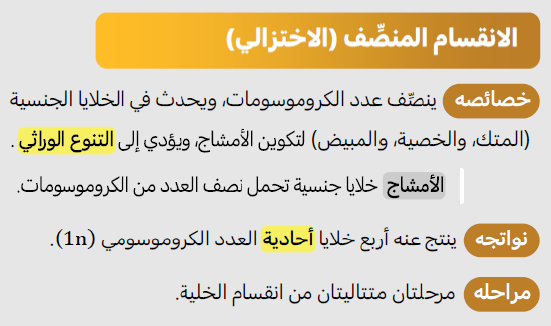 الانقسام المنصِّف (الاختزالي)
خصائصه ينصِّف عدد الكروموسومات، ويحدث في الخلايا الجنسية
(المتك، والخصية، والمبيض) لتكوين الأمشاج، ويؤدي إلى التنوع الوراثي .
الأمشاج خلايا جنسية تحمل نصف العدد من الكروموسومات.
نواتجه ينتج عنه أربع خلايا أحادية العدد الكروموسومي (1n).
مراحله مرحلتان متتاليتان من انقسام الخلية.